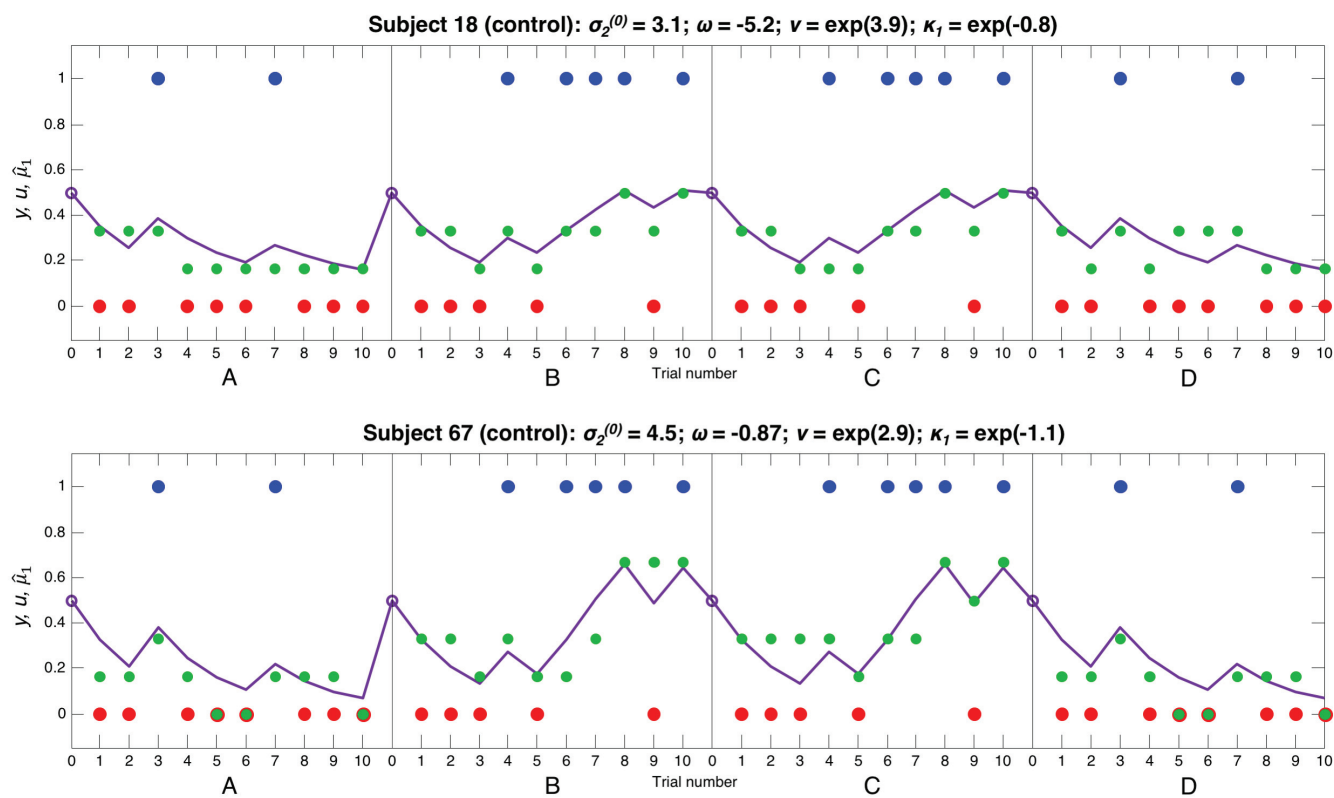 Subject 18 (control): σ₂⁽⁰⁾ = 3.1; ω = -5.2; ν = exp(3.9); κ₁ = exp(-0.8)
1
0.8
0.6
0.4
0.2
0
y, u, μ̂₁
0 1 2 3 4 5 6 7 8 9 10 0 1 2 3 4 5 6 7 8 9 10 0 1 2 3 4 5 6 7 8 9 10 0 1 2 3 4 5 6 7 8 9 10
Trial number
A B C D
Subject 67 (control): σ₂⁽⁰⁾ = 4.5; ω = -0.87; ν = exp(2.9); κ₁ = exp(-1.1)
1
0.8
0.6
0.4
0.2
0
y, u, μ̂₁
0 1 2 3 4 5 6 7 8 9 10 0 1 2 3 4 5 6 7 8 9 10 0 1 2 3 4 5 6 7 8 9 10 0 1 2 3 4 5 6 7 8 9 10
Trial number
A B C D